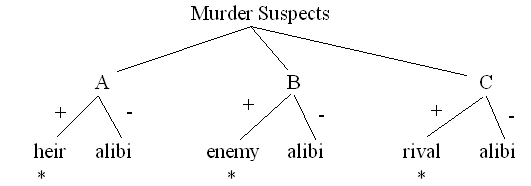 Murder Suspects
A B C
+ - + - + -
heir alibi enemy alibi rival alibi
* * *